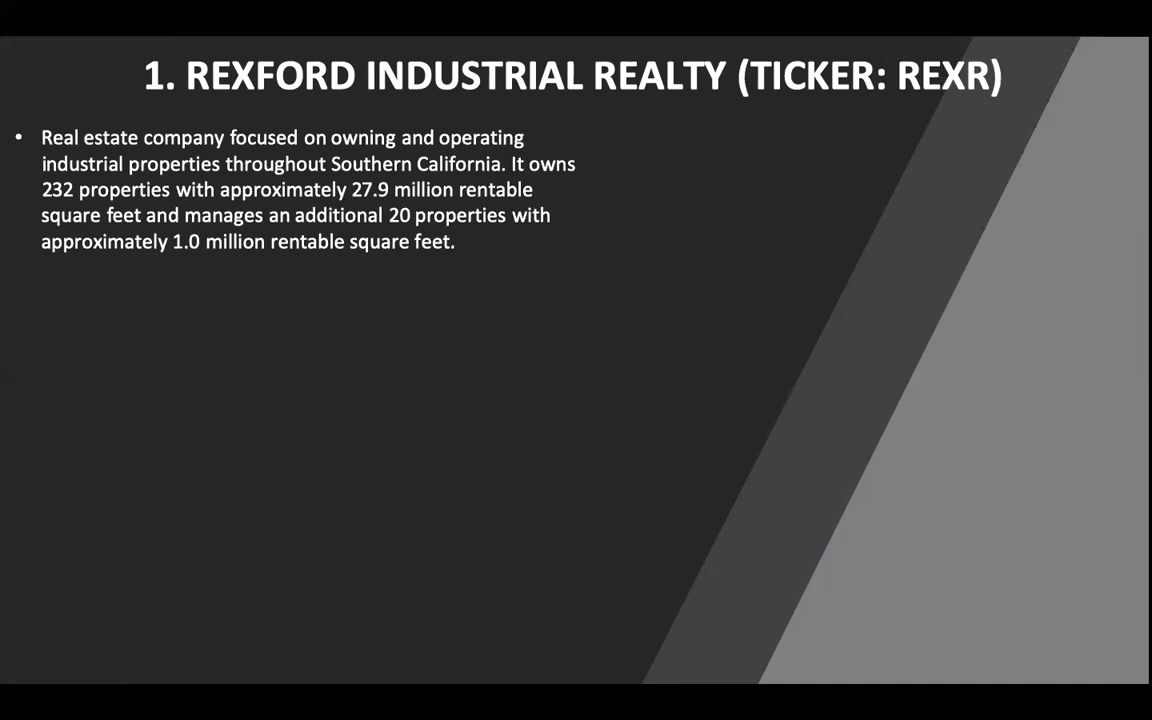 1. REXFORD INDUSTRIAL REALTY (TICKER: REXR)
• Real estate company focused on owning and operating
industrial properties throughout Southern California. It owns
232 properties with approximately 27.9 million rentable
square feet and manages an additional 20 properties with
approximately 1.0 million rentable square feet.